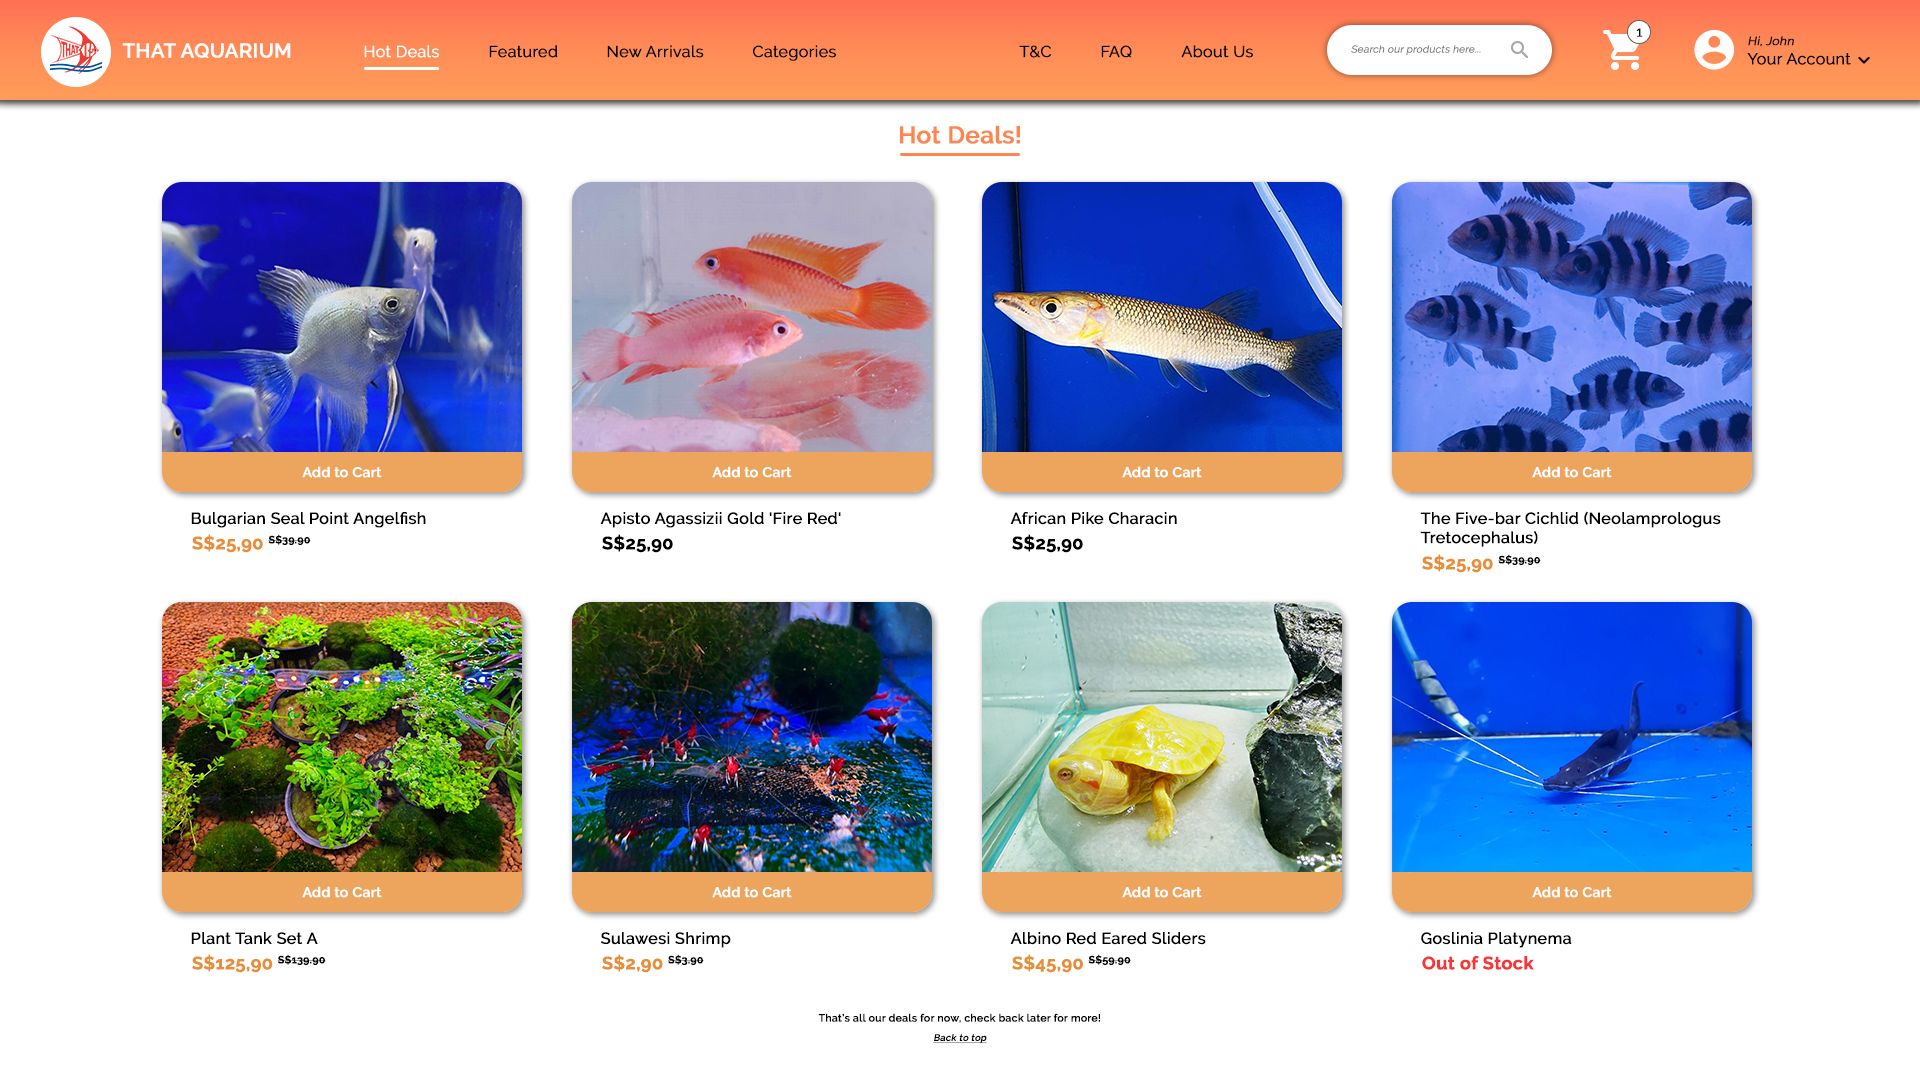 THAT AQUARIUM
Hot Deals
Featured
New Arrivals
Categories
T&C
FAQ
About Us
Search our products here...
1
Hi, John
Your Account
Hot Deals!
Add to Cart
Add to Cart
Add to Cart
Add to Cart
Bulgarian Seal Point Angelfish
S$25,90 S$39.90
Apisto Agassizii Gold 'Fire Red'
S$25,90
African Pike Characin
S$25,90
The Five-bar Cichlid (Neolamprologus
Tretocephalus)
S$25,90 S$39.90
Add to Cart
Add to Cart
Add to Cart
Add to Cart
Plant Tank Set A
S$125,90 S$139.90
Sulawesi Shrimp
S$2,90 S$3.90
Albino Red Eared Sliders
S$45,90 S$59.90
Goslinia Platynema
Out of Stock
That's all our deals for now, check back later for more!
Back to top